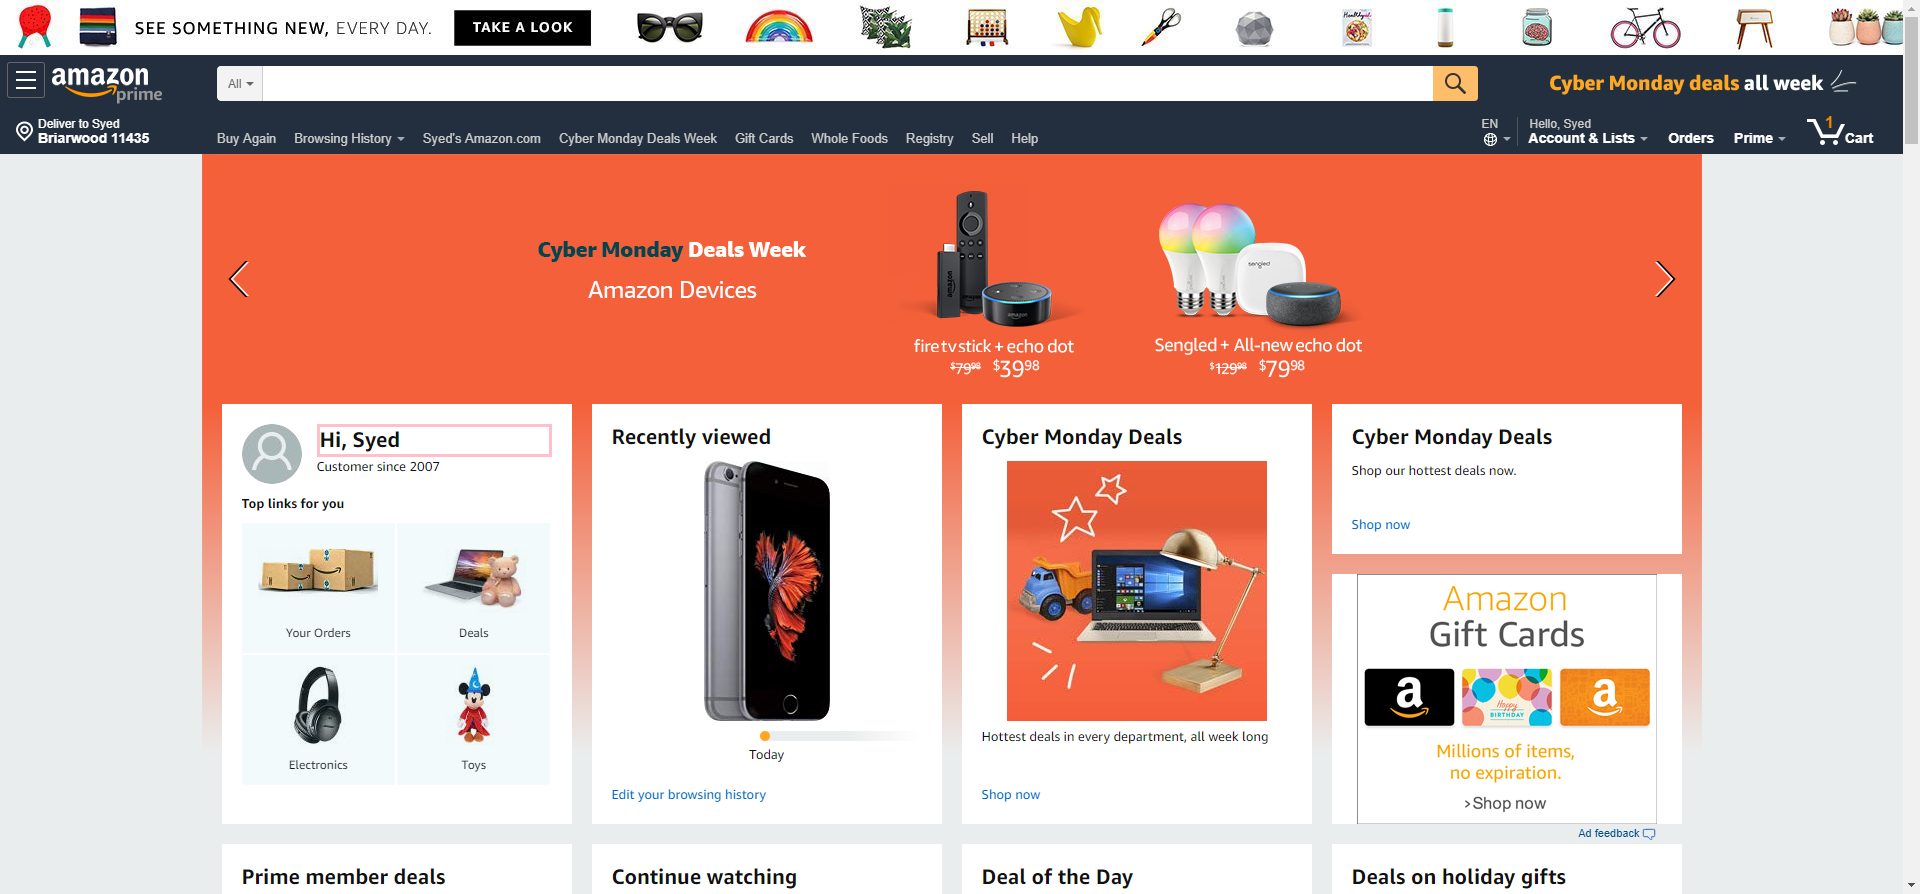 SEE SOMETHING NEW, EVERY DAY.
TAKE A LOOK
amazon prime
All
Cyber Monday deals all week
Deliver to Syed
Briarwood 11435
Buy Again
Browsing History
Syed's Amazon.com
Cyber Monday Deals Week
Gift Cards
Whole Foods
Registry
Sell
Help
EN
Hello, Syed
Account & Lists
Orders
Prime
1
Cart
Cyber Monday Deals Week
Amazon Devices
fire tv stick + echo dot
$79.98 $39.98
Sengled + All-new echo dot
$129.98 $79.98
Hi, Syed
Customer since 2007
Top links for you
Your Orders
Deals
Electronics
Toys
Recently viewed
Today
Edit your browsing history
Cyber Monday Deals
Hottest deals in every department, all week long
Shop now
Cyber Monday Deals
Shop our hottest deals now.
Shop now
Amazon
Gift Cards
a
Happy
BIRTHDAY
a
Millions of items,
no expiration.
>Shop now
Ad feedback
Prime member deals
Continue watching
Deal of the Day
Deals on holiday gifts